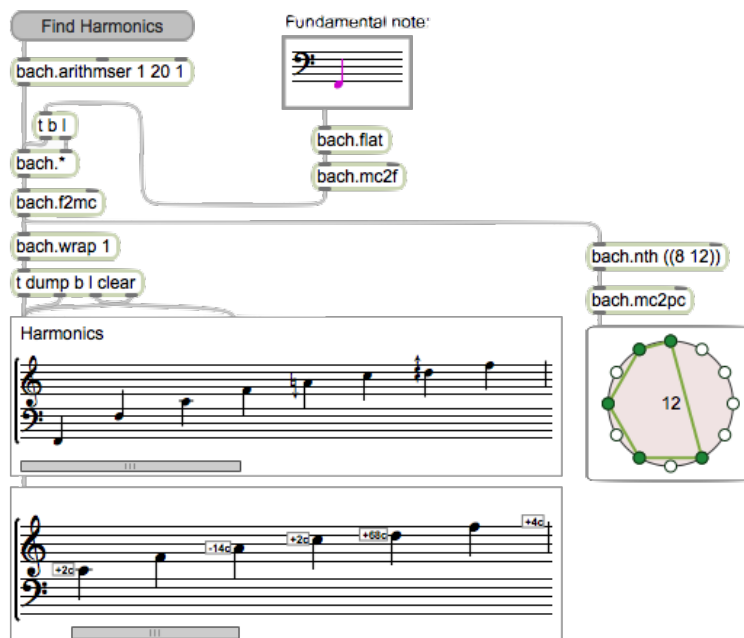 Find Harmonics
Fundamental note:
bach.arithmser 1 20 1
t b l
bach.flat
bach.*
bach.mc2f
bach.f2mc
bach.wrap 1
bach.nth ((8 12))
t dump b l clear
bach.mc2pc
Harmonics
12
+2c
-14c
+2c
+68c
+4c